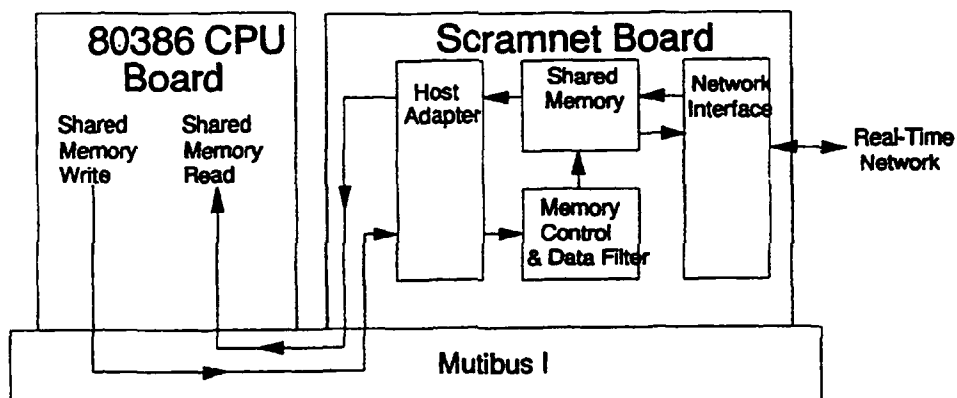 80386 CPU
Board
Shared
Memory
Write
Shared
Memory
Read
Scramnet Board
Host
Adapter
Shared
Memory
Network
Interface
Memory
Control
& Data Filter
Real-Time
Network
Mutibus I